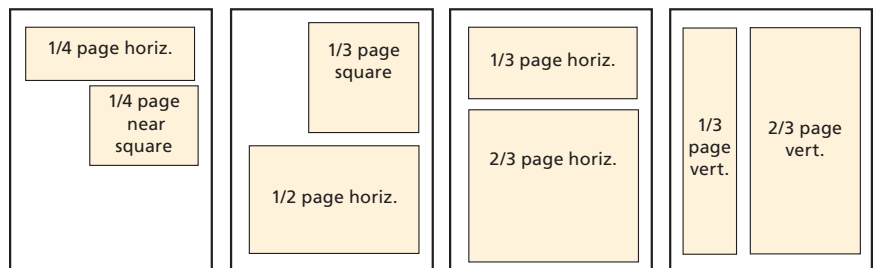 1/4 page horiz.
1/4 page
near
square
1/3 page
square
1/2 page horiz.
1/3 page horiz.
2/3 page horiz.
1/3
page
vert.
2/3 page
vert.